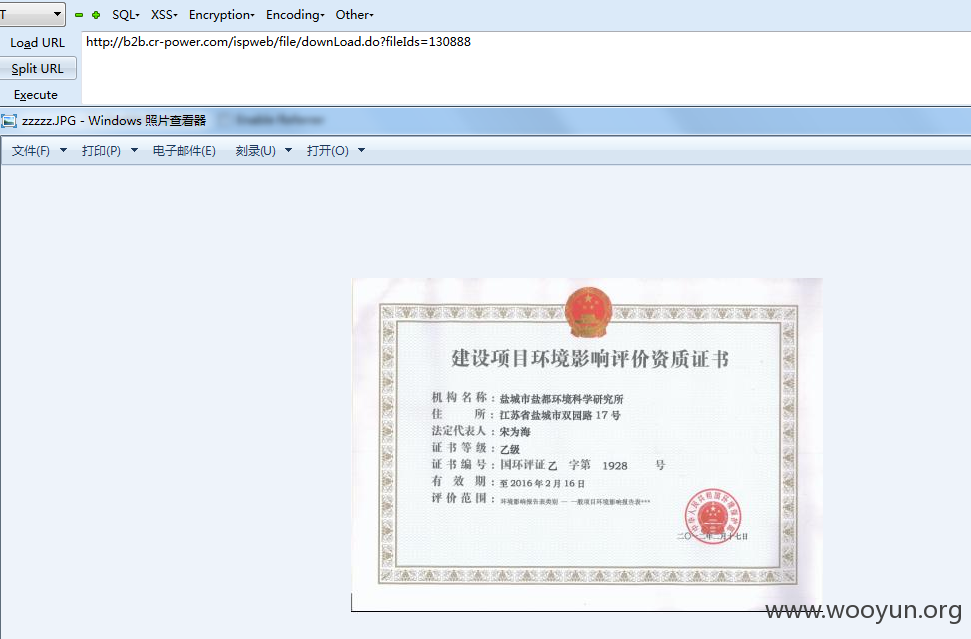 T SQL XSS Encryption Encoding Other
Load URL http://b2b.cr-power.com/ispweb/file/downLoad.do?fileIds=130888
Split URL
Execute
zzzzz.JPG - Windows 照片查看器 Enable Referrer
文件(F) 打印(P) 电子邮件(E) 刻录(U) 打开(O)
建设项目环境影响评价资质证书
机构名称：盐城市盐都环境科学研究所
住 所：江苏省盐城市双园路 17 号
法定代表人：宋为海
证书等级：乙级
证书编号：国环评证 乙 字第 1928 号
有 效 期：至 2016 年 2 月 16 日
评价范围：环境影响报告表类别 — 一般项目环境影响报告表***
二〇一二年二月十七日
www.wooyun.org